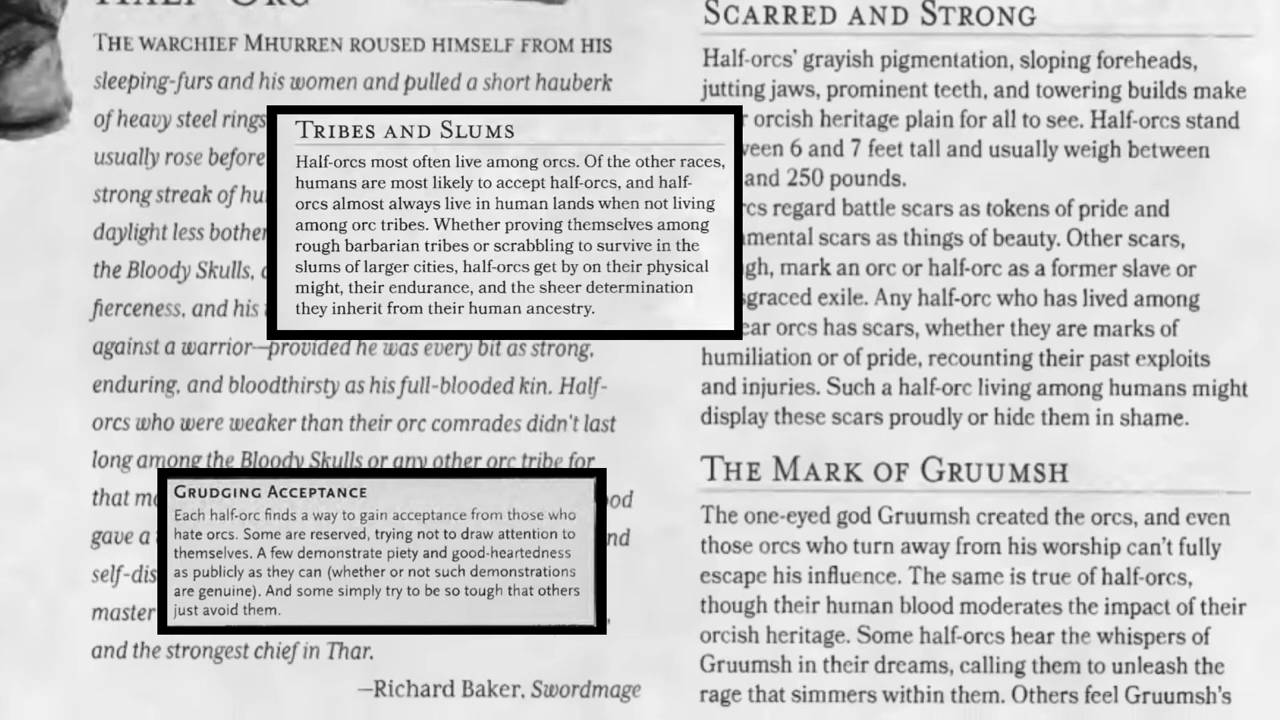 THE WARCHIEF MHURREN ROUSED HIMSELF FROM HIS
sleeping-furs and his women and pulled a short hauberk
of heavy steel rings
usually rose before
strong streak of
daylight less
the Bloody Skulls,
fierceness, and his
against a warrior—provided he was every bit as strong,
enduring, and bloodthirsty as his full-blooded kin. Half-
orcs who were weaker than their orc comrades didn't last
long among the Bloody Skulls or any other orc tribe for
that
gave a
master
and the strongest chief in Thar.
—Richard Baker, Swordmage
TRIBES AND SLUMS
Half-orcs most often live among orcs. Of the other races,
humans are most likely to accept half-orcs, and half-
orcs almost always live in human lands when not living
among orc tribes. Whether proving themselves among
rough barbarian tribes or scrabbling to survive in the
slums of larger cities, half-orcs get by on their physical
might, their endurance, and the sheer determination
they inherit from their human ancestry.
GRUDGING ACCEPTANCE
Each half-orc finds a way to gain acceptance from those who
hate orcs. Some are reserved, trying not to draw attention to
themselves. A few demonstrate piety and good-heartedness
as publicly as they can (whether or not such demonstrations
are genuine). And some simply try to be so tough that others
just avoid them.
SCARRED AND STRONG
Half-orcs' grayish pigmentation, sloping foreheads,
jutting jaws, prominent teeth, and towering builds make
orcish heritage plain for all to see. Half-orcs stand
6 and 7 feet tall and usually weigh between
and 250 pounds.
regard battle scars as tokens of pride and
scars as things of beauty. Other scars,
mark an orc or half-orc as a former slave or
exile. Any half-orc who has lived among
orcs has scars, whether they are marks of
humiliation or of pride, recounting their past exploits
and injuries. Such a half-orc living among humans might
display these scars proudly or hide them in shame.
THE MARK OF GRUUMSH
The one-eyed god Gruumsh created the orcs, and even
those orcs who turn away from his worship can't fully
escape his influence. The same is true of half-orcs,
though their human blood moderates the impact of their
orcish heritage. Some half-orcs hear the whispers of
Gruumsh in their dreams, calling them to unleash the
rage that simmers within them. Others feel Gruumsh's